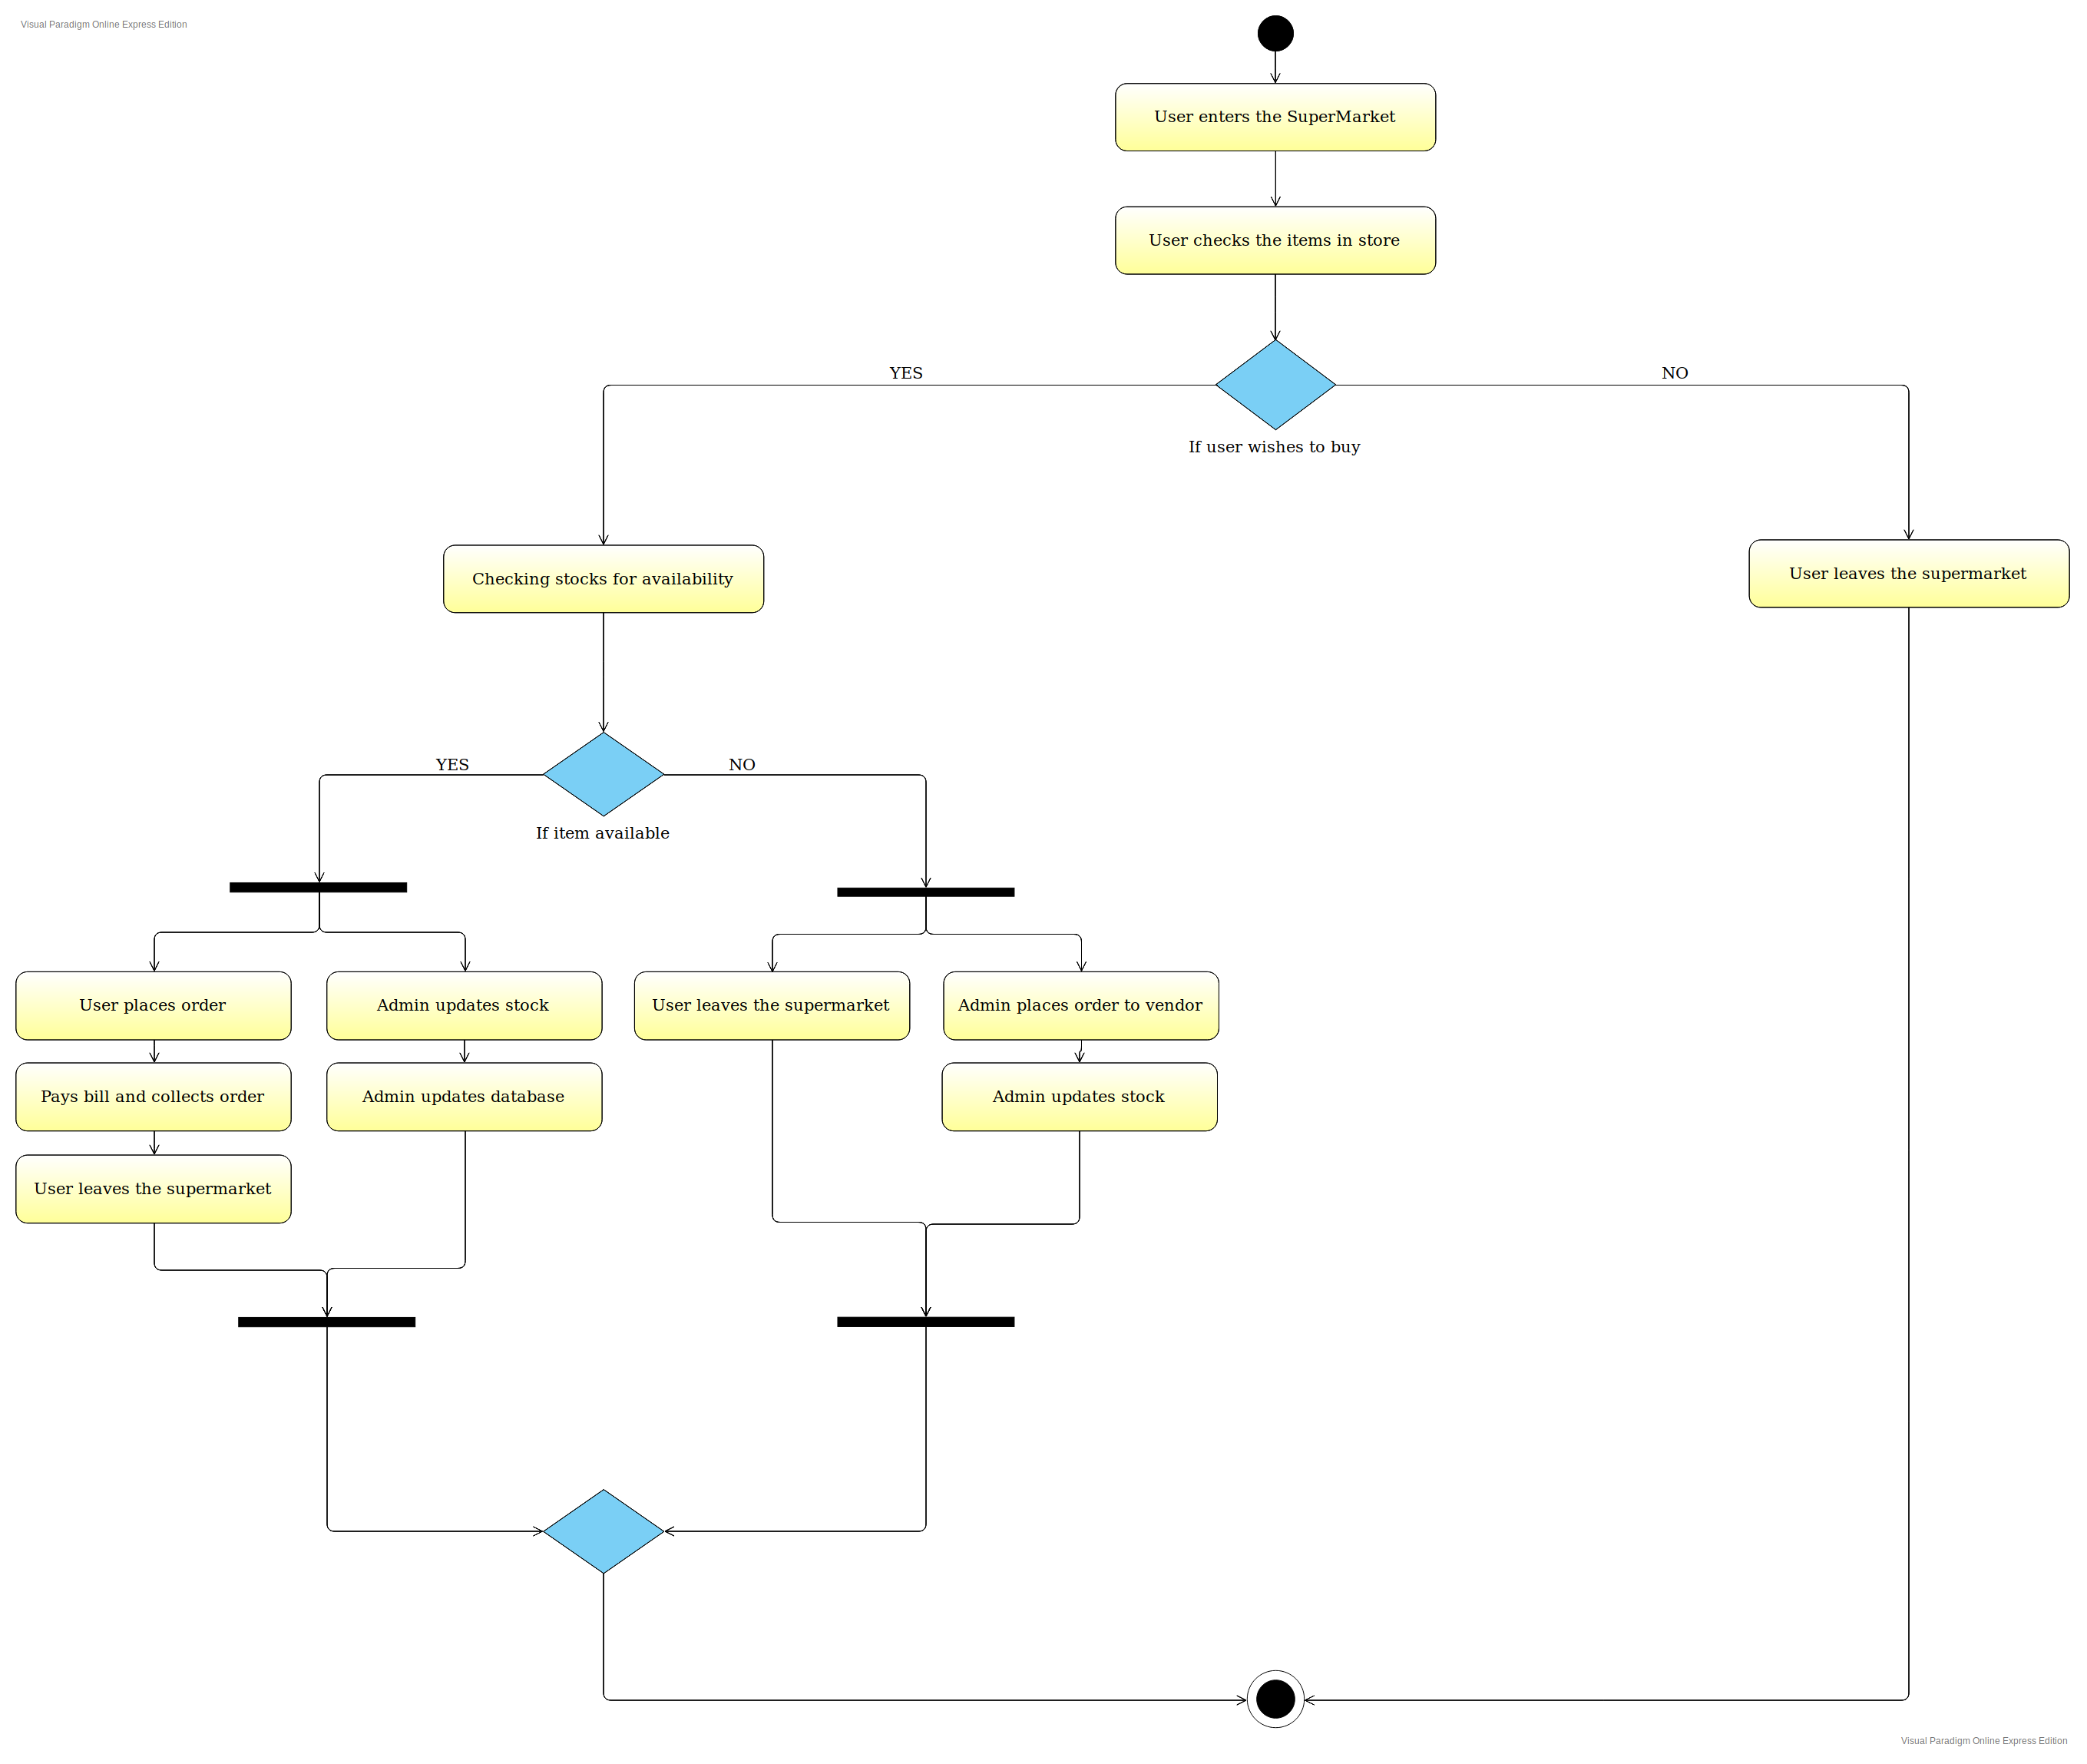 Visual Paradigm Online Express Edition
User enters the SuperMarket
User checks the items in store
YES
NO
If user wishes to buy
Checking stocks for availability
User leaves the supermarket
YES
NO
If item available
User places order
Admin updates stock
User leaves the supermarket
Admin places order to vendor
Pays bill and collects order
Admin updates database
Admin updates stock
User leaves the supermarket
Visual Paradigm Online Express Edition